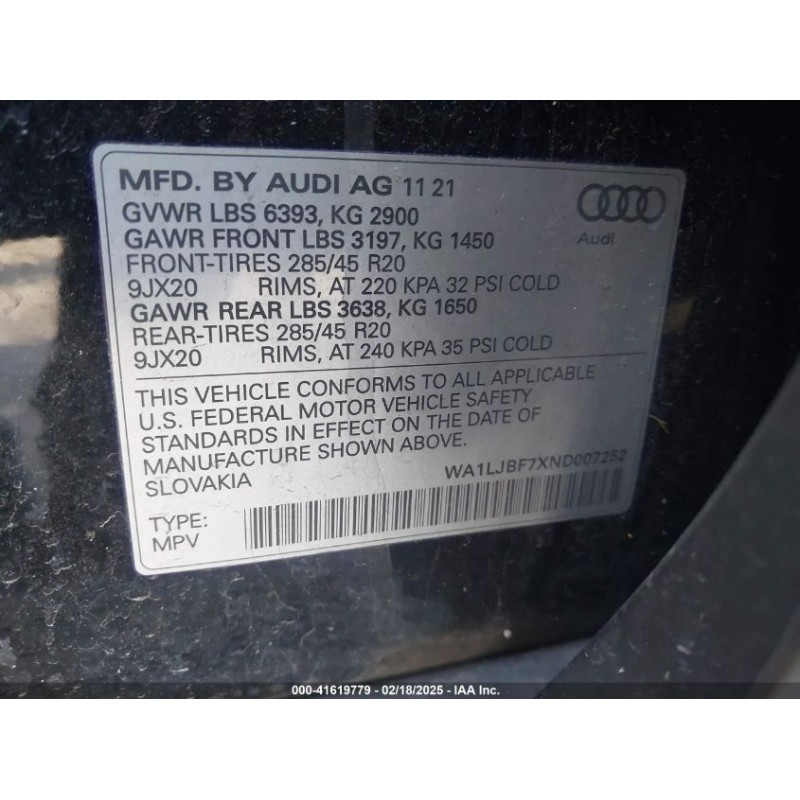 MFD. BY AUDI AG 11 21
GVWR LBS 6393, KG 2900
GAWR FRONT LBS 3197, KG 1450
FRONT-TIRES 285/45 R20
9JX20 RIMS, AT 220 KPA 32 PSI COLD
GAWR REAR LBS 3638, KG 1650
REAR-TIRES 285/45 R20
9JX20 RIMS, AT 240 KPA 35 PSI COLD
Audi
THIS VEHICLE CONFORMS TO ALL APPLICABLE
U.S. FEDERAL MOTOR VEHICLE SAFETY
STANDARDS IN EFFECT ON THE DATE OF
MANUFACTURE SHOWN ABOVE.
SLOVAKIA
WA1LJBF7XND007252
TYPE:
MPV
000-41619779 - 02/18/2025 - IAA Inc.